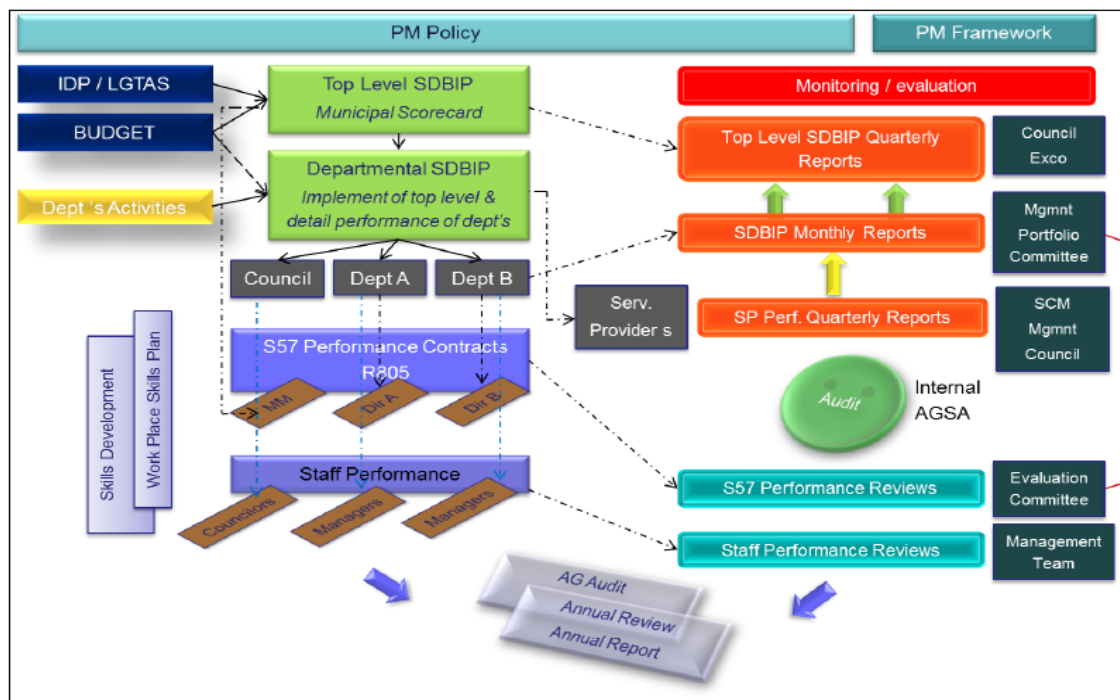 PM Policy
PM Framework
IDP / LGTAS
BUDGET
Dept 's Activities
Top Level SDBIP
Municipal Scorecard
Departmental SDBIP
Implement of top level &
detail performance of dept's
Council
Dept A
Dept B
Serv.
Provider s
S57 Performance Contracts
R805
MM
Dir A
Dir B
Staff Performance
Councilors
Managers
Managers
Skills Development
Work Place Skills Plan
Monitoring / evaluation
Top Level SDBIP Quarterly
Reports
Council
Exco
SDBIP Monthly Reports
Mgmnt
Portfolio
Committee
SP Perf. Quarterly Reports
SCM
Mgmnt
Council
Audit
Internal
AGSA
S57 Performance Reviews
Evaluation
Committee
Staff Performance Reviews
Management
Team
AG Audit
Annual Review
Annual Report